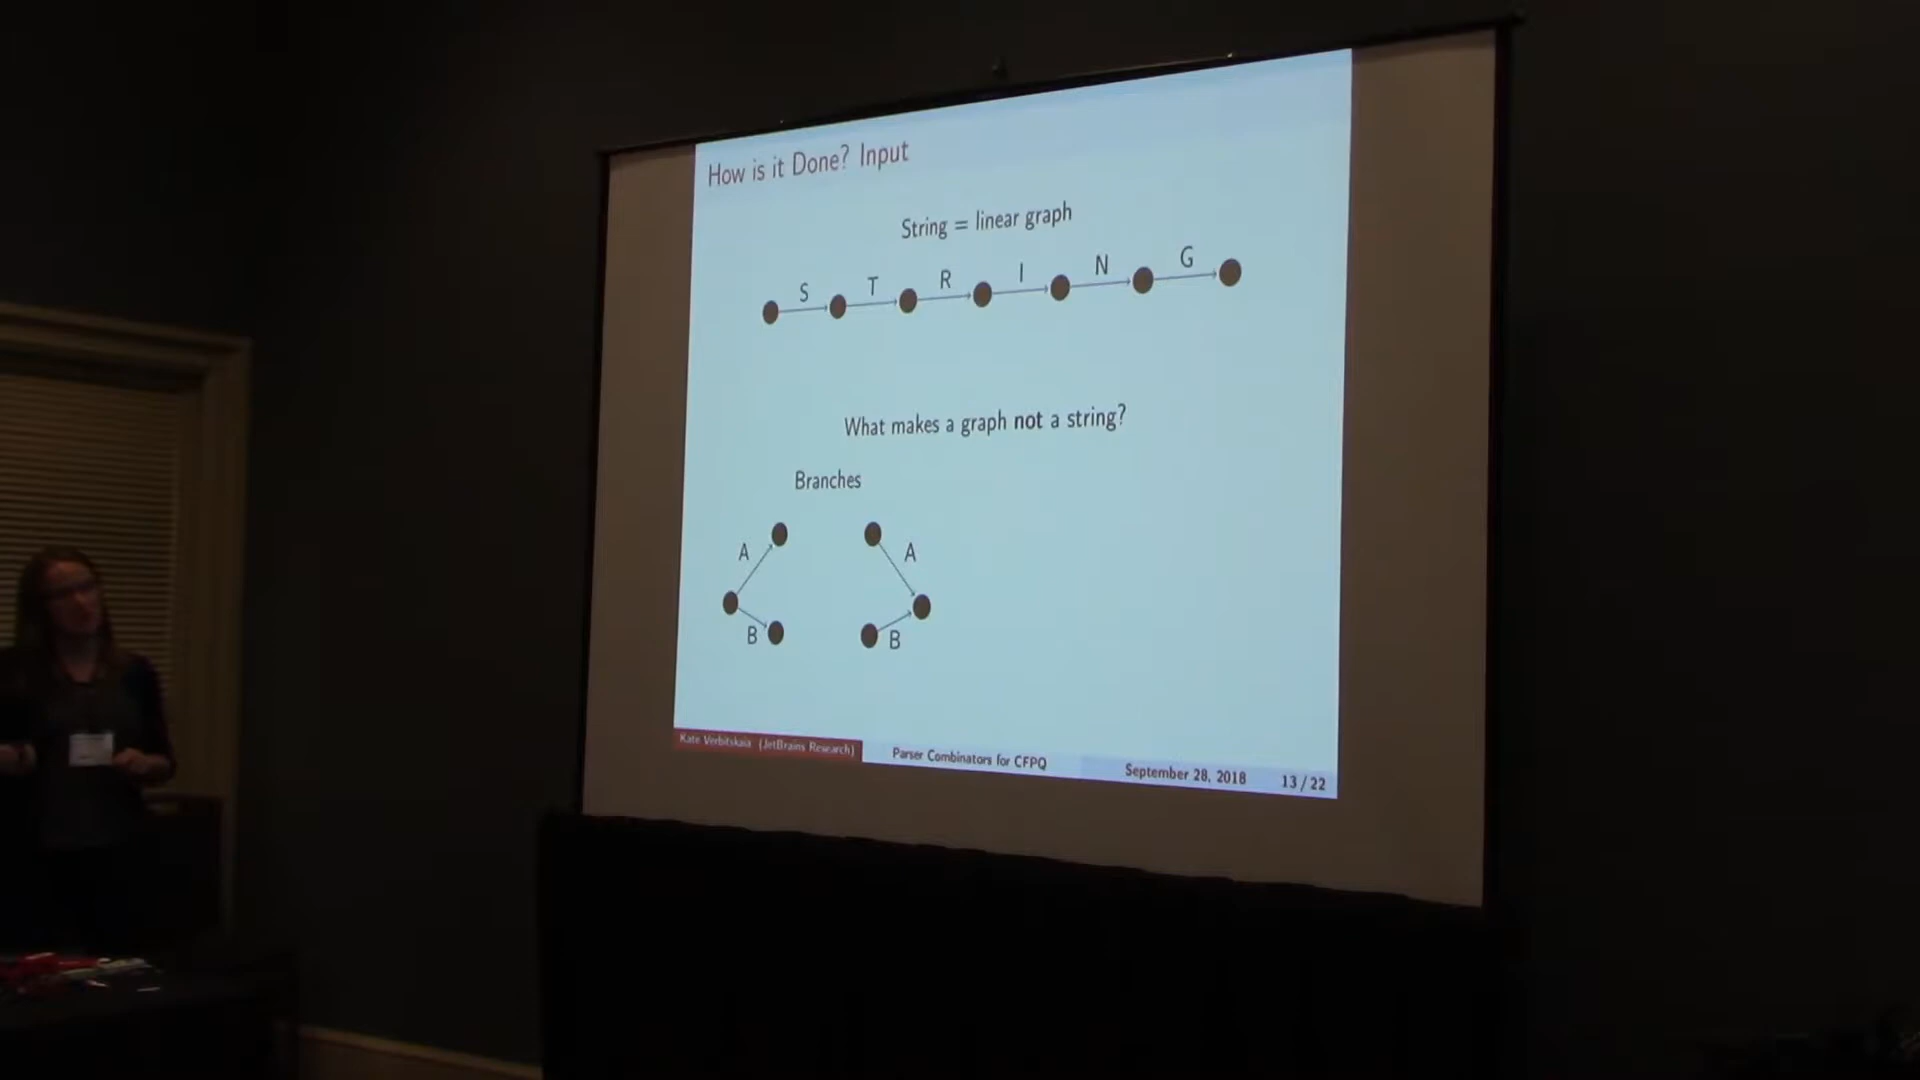 How is it Done? Input
String = linear graph
S T R I N G
What makes a graph not a string?
Branches
A A
B B
Kate Verbitskaia (JetBrains Research) Parser Combinators for CFPQ September 28, 2018 13 / 22